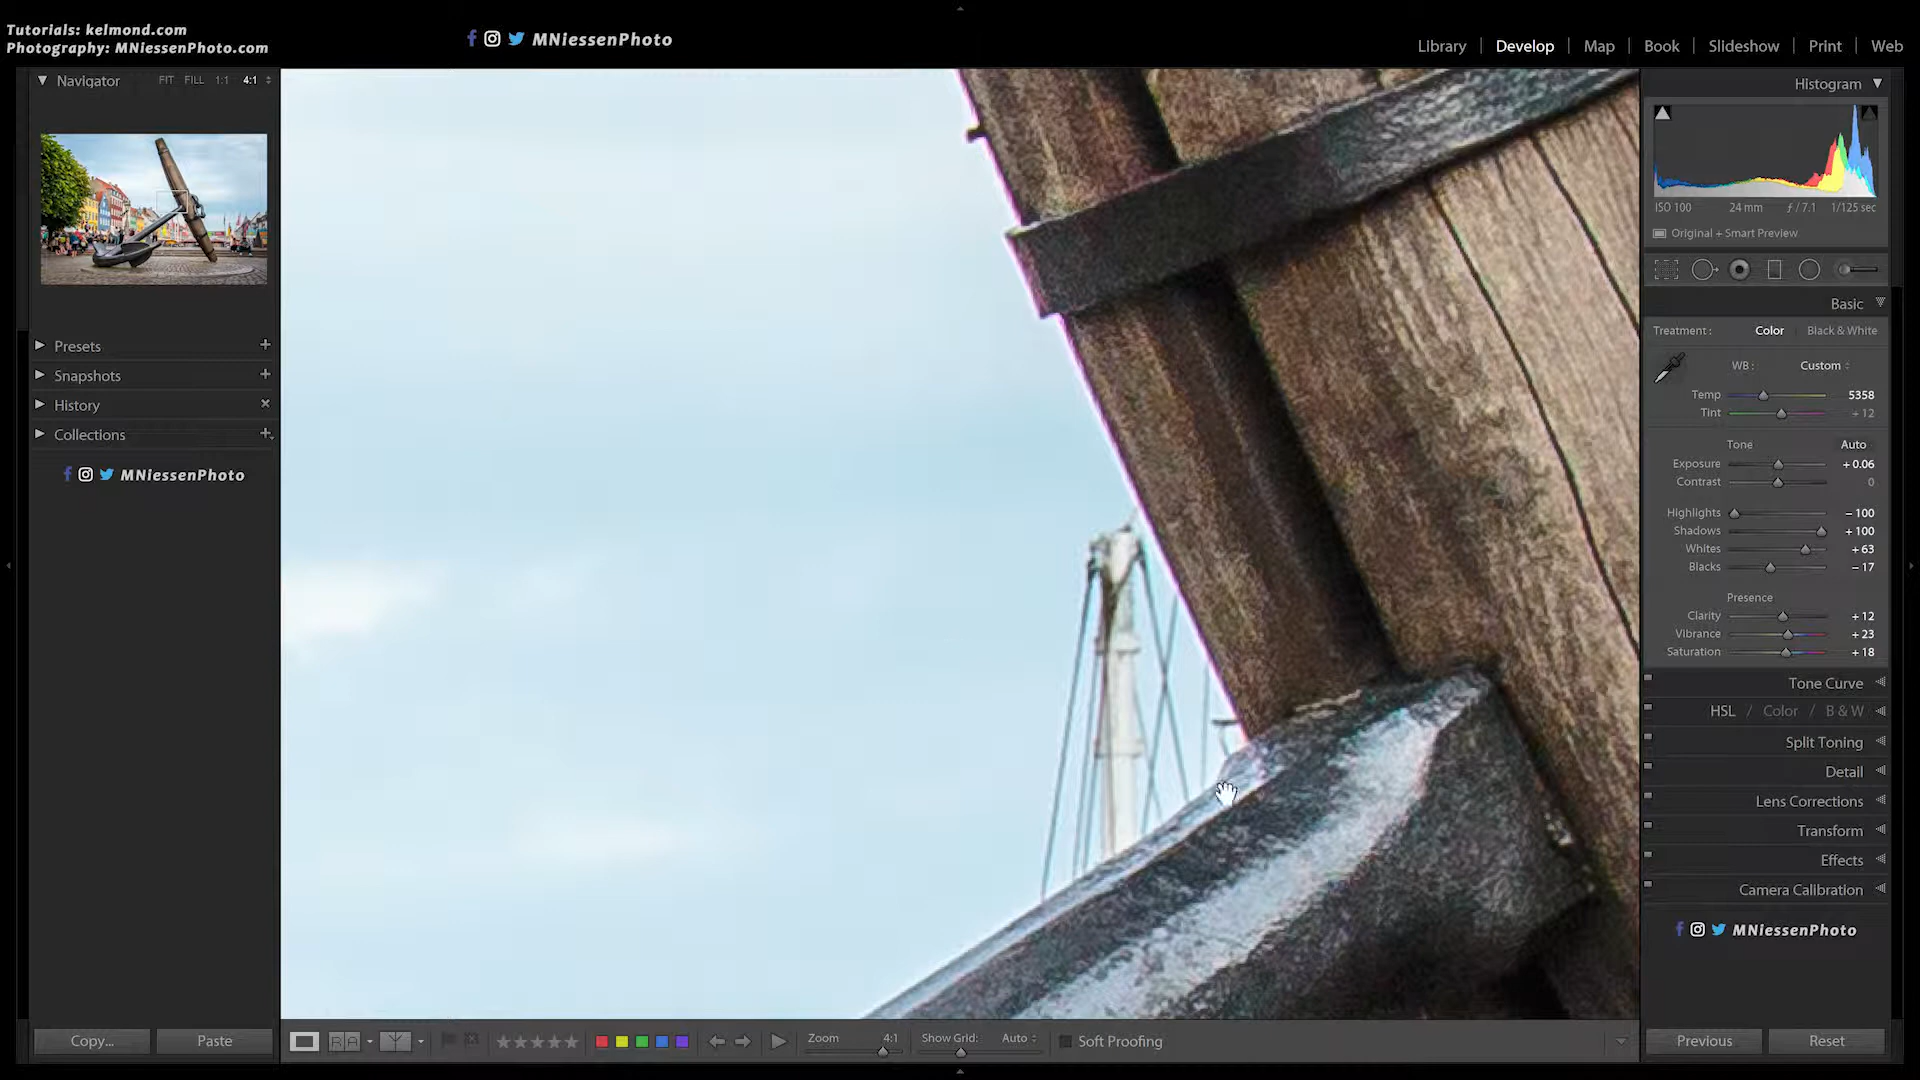 Tutorials: kelmond.com
Photography: MNiessenPhoto.com
MNiessenPhoto
Library
Develop
Map
Book
Slideshow
Print
Web
Navigator
FIT
FILL
1:1
4:1
Presets
Snapshots
History
Collections
MNiessenPhoto
Copy...
Paste
RA
Y
Zoom
4:1
Show Grid:
Auto
Soft Proofing
Histogram
ISO 100
24 mm
ƒ / 7.1
1/125 sec
Original + Smart Preview
Basic
Treatment :
Color
Black & White
WB :
Custom
Temp
5358
Tint
+ 12
Tone
Auto
Exposure
+ 0.06
Contrast
0
Highlights
– 100
Shadows
+ 100
Whites
+ 63
Blacks
– 17
Presence
Clarity
+ 12
Vibrance
+ 23
Saturation
+ 18
Tone Curve
HSL / Color / B & W
Split Toning
Detail
Lens Corrections
Transform
Effects
Camera Calibration
MNiessenPhoto
Previous
Reset